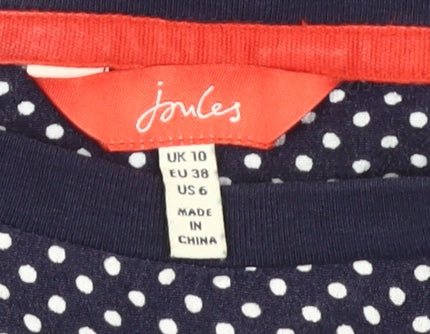 joules
UK 10
EU 38
US 6
MADE
IN
CHINA